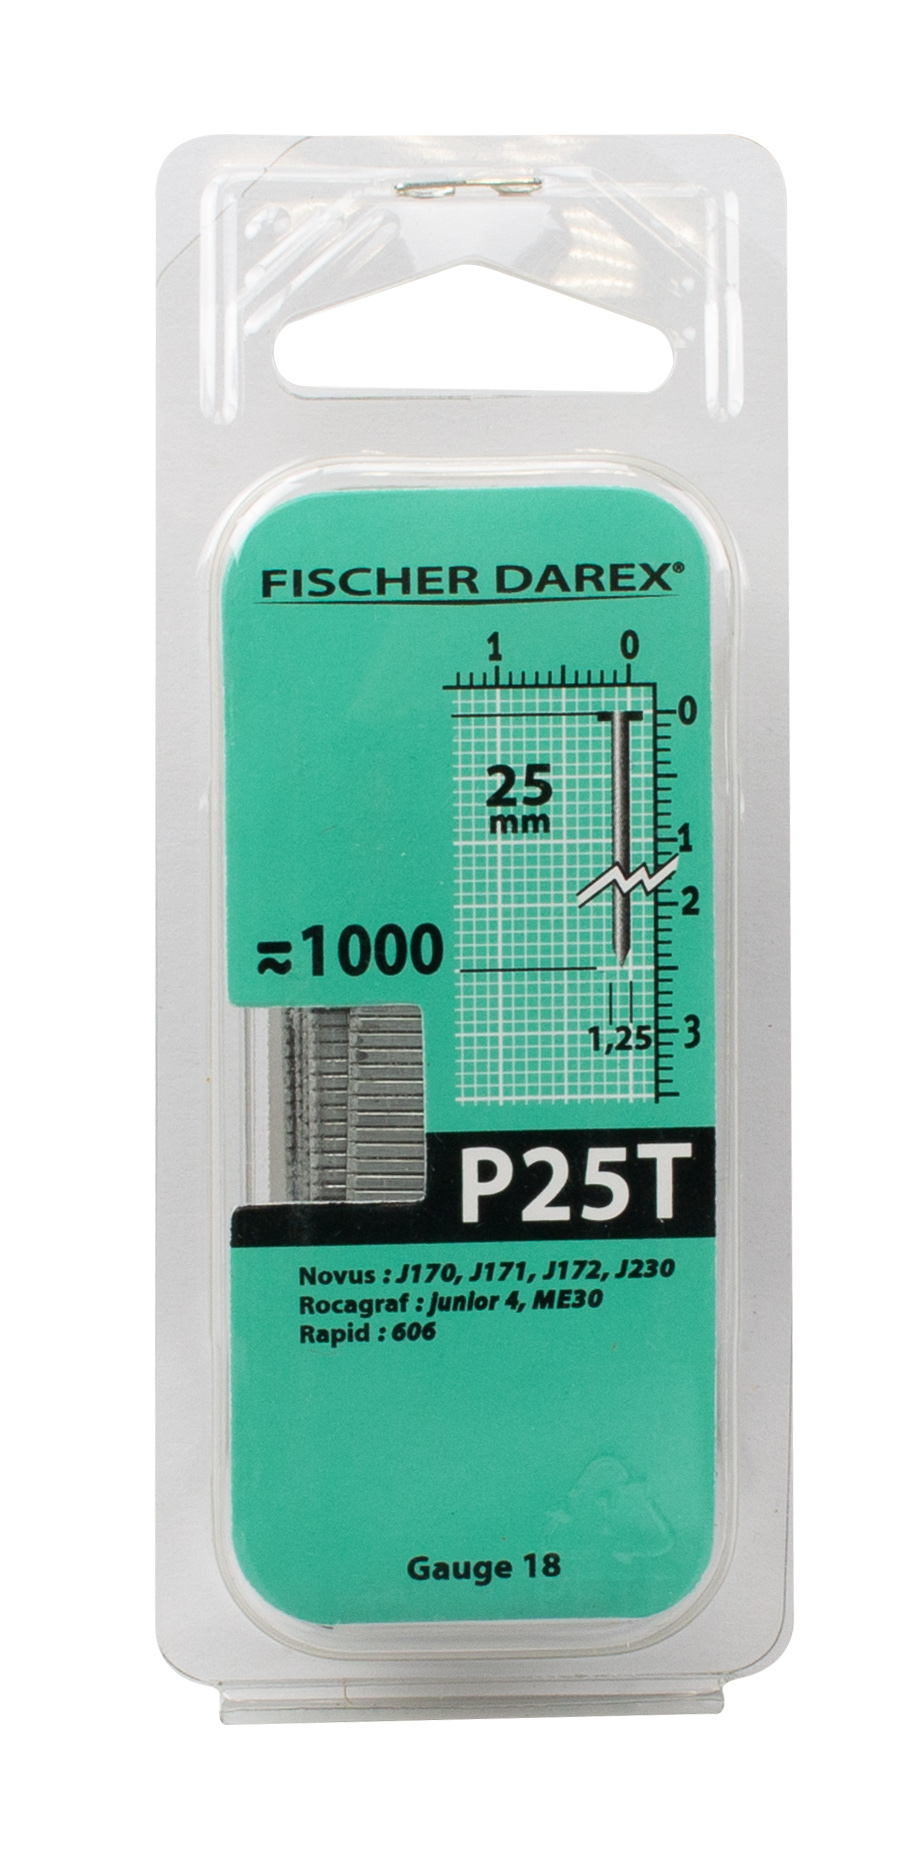 FISCHER DAREX®
1 0
0
25
mm
1
2
≈1000
1,25
3
P25T
Novus : J170, J171, J172, J230
Rocagraf : Junior 4, ME30
Rapid : 606
Gauge 18